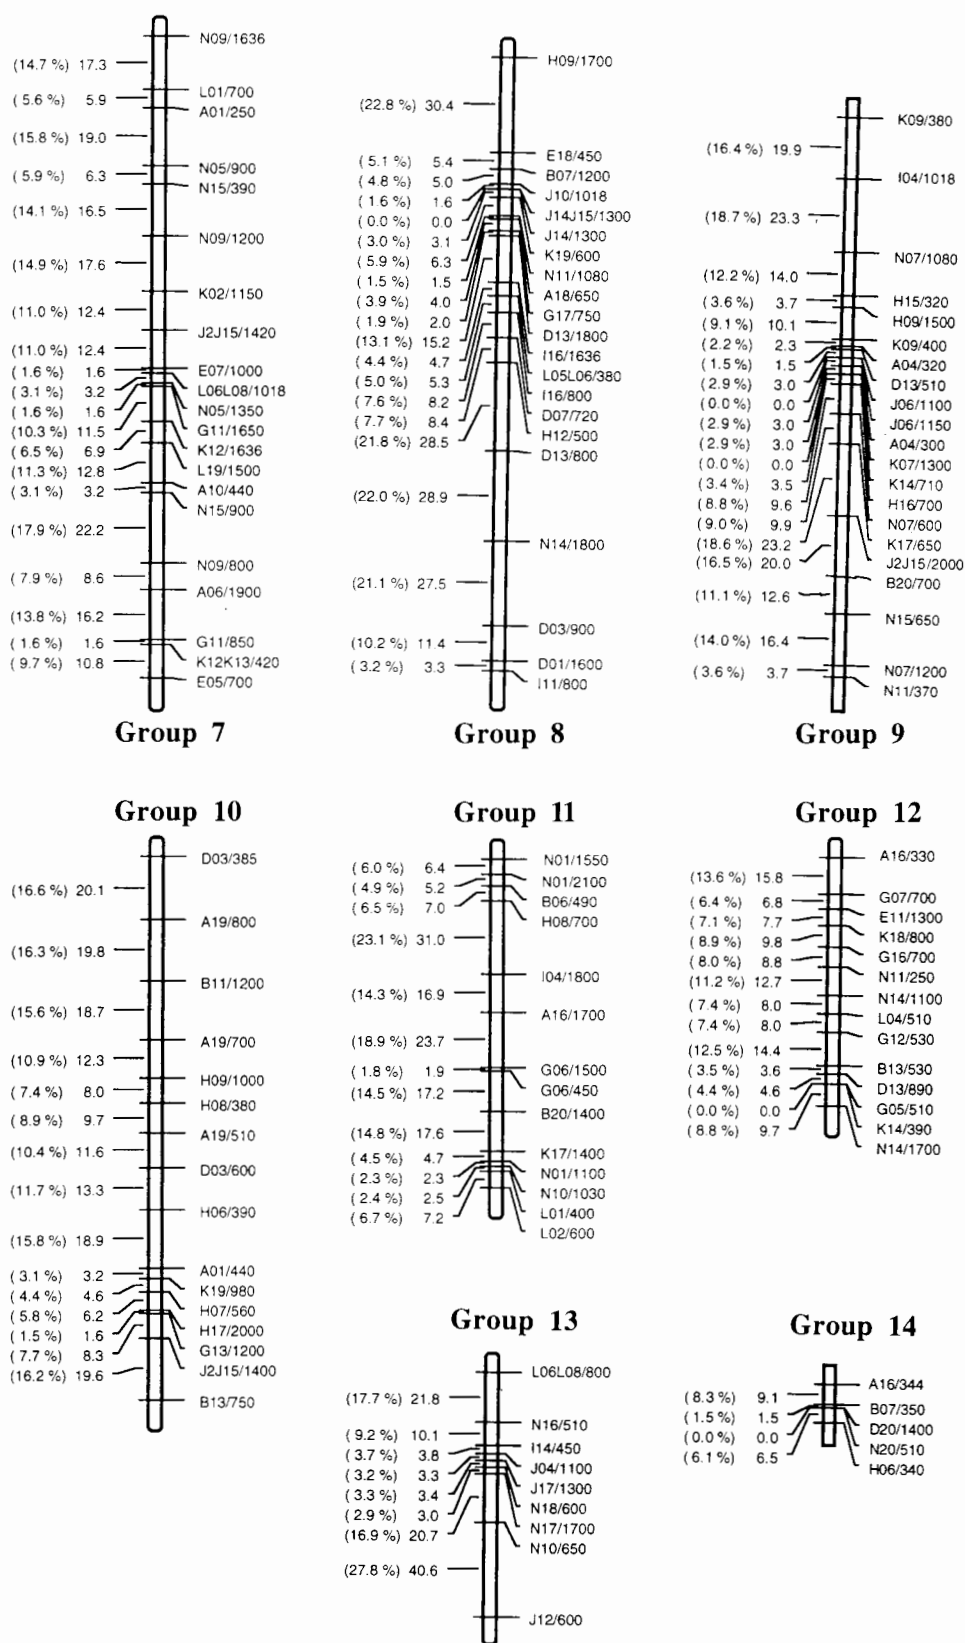 N09/1636
(14.7 %) 17.3
L01/700
( 5.6 %) 5.9
A01/250
(15.8 %) 19.0
N05/900
( 5.9 %) 6.3
N15/390
(14.1 %) 16.5
N09/1200
(14.9 %) 17.6
K02/1150
(11.0 %) 12.4
J2J15/1420
(11.0 %) 12.4
E07/1000
( 1.6 %) 1.6
L06L08/1018
( 3.1 %) 3.2
N05/1350
( 1.6 %) 1.6
G11/1650
(10.3 %) 11.5
K12/1636
( 6.5 %) 6.9
L19/1500
(11.3 %) 12.8
A10/440
( 3.1 %) 3.2
N15/900
(17.9 %) 22.2
N09/800
( 7.9 %) 8.6
A06/1900
(13.8 %) 16.2
G11/850
( 1.6 %) 1.6
K12K13/420
( 9.7 %) 10.8
E05/700
Group 7
H09/1700
(22.8 %) 30.4
E18/450
( 5.1 %) 5.4
B07/1200
( 4.8 %) 5.0
J10/1018
( 1.6 %) 1.6
J14J15/1300
( 0.0 %) 0.0
J14/1300
( 3.0 %) 3.1
K19/600
( 5.9 %) 6.3
N11/1080
( 1.5 %) 1.5
A18/650
( 3.9 %) 4.0
G17/750
( 1.9 %) 2.0
D13/1800
(13.1 %) 15.2
I16/1636
( 4.4 %) 4.7
L05L06/380
( 5.0 %) 5.3
I16/800
( 7.6 %) 8.2
D07/720
( 7.7 %) 8.4
H12/500
(21.8 %) 28.5
D13/800
(22.0 %) 28.9
N14/1800
(21.1 %) 27.5
D03/900
(10.2 %) 11.4
D01/1600
( 3.2 %) 3.3
I11/800
Group 8
K09/380
(16.4 %) 19.9
I04/1018
(18.7 %) 23.3
N07/1080
(12.2 %) 14.0
H15/320
( 3.6 %) 3.7
H09/1500
( 9.1 %) 10.1
K09/400
( 2.2 %) 2.3
A04/320
( 1.5 %) 1.5
D13/510
( 2.9 %) 3.0
J06/1100
( 0.0 %) 0.0
J06/1150
( 2.9 %) 3.0
A04/300
( 2.9 %) 3.0
K07/1300
( 0.0 %) 0.0
K14/710
( 3.4 %) 3.5
H16/700
( 8.8 %) 9.6
N07/600
( 9.0 %) 9.9
K17/650
(18.6 %) 23.2
J2J15/2000
(16.5 %) 20.0
B20/700
(11.1 %) 12.6
N15/650
(14.0 %) 16.4
N07/1200
( 3.6 %) 3.7
N11/370
Group 9
Group 10
D03/385
(16.6 %) 20.1
A19/800
(16.3 %) 19.8
B11/1200
(15.6 %) 18.7
A19/700
(10.9 %) 12.3
H09/1000
( 7.4 %) 8.0
H08/380
( 8.9 %) 9.7
A19/510
(10.4 %) 11.6
D03/600
(11.7 %) 13.3
H06/390
(15.8 %) 18.9
A01/440
( 3.1 %) 3.2
K19/980
( 4.4 %) 4.6
H07/560
( 5.8 %) 6.2
H17/2000
( 1.5 %) 1.6
G13/1200
( 7.7 %) 8.3
J2J15/1400
(16.2 %) 19.6
B13/750
Group 11
N01/1550
( 6.0 %) 6.4
N01/2100
( 4.9 %) 5.2
B06/490
( 6.5 %) 7.0
H08/700
(23.1 %) 31.0
I04/1800
(14.3 %) 16.9
A16/1700
(18.9 %) 23.7
G06/1500
( 1.8 %) 1.9
G06/450
(14.5 %) 17.2
B20/1400
(14.8 %) 17.6
K17/1400
( 4.5 %) 4.7
N01/1100
( 2.3 %) 2.3
N10/1030
( 2.4 %) 2.5
L01/400
( 6.7 %) 7.2
L02/600
Group 12
A16/330
(13.6 %) 15.8
G07/700
( 6.4 %) 6.8
E11/1300
( 7.1 %) 7.7
K18/800
( 8.9 %) 9.8
G16/700
( 8.0 %) 8.8
N11/250
(11.2 %) 12.7
N14/1100
( 7.4 %) 8.0
L04/510
( 7.4 %) 8.0
G12/530
(12.5 %) 14.4
B13/530
( 3.5 %) 3.6
D13/890
( 4.4 %) 4.6
G05/510
( 0.0 %) 0.0
K14/390
( 8.8 %) 9.7
N14/1700
Group 13
L06L08/800
(17.7 %) 21.8
N16/510
( 9.2 %) 10.1
I14/450
( 3.7 %) 3.8
J04/1100
( 3.2 %) 3.3
J17/1300
( 3.3 %) 3.4
N18/600
( 2.9 %) 3.0
N17/1700
(16.9 %) 20.7
N10/650
(27.8 %) 40.6
J12/600
Group 14
A16/344
( 8.3 %) 9.1
B07/350
( 1.5 %) 1.5
D20/1400
( 0.0 %) 0.0
N20/510
( 6.1 %) 6.5
H06/340